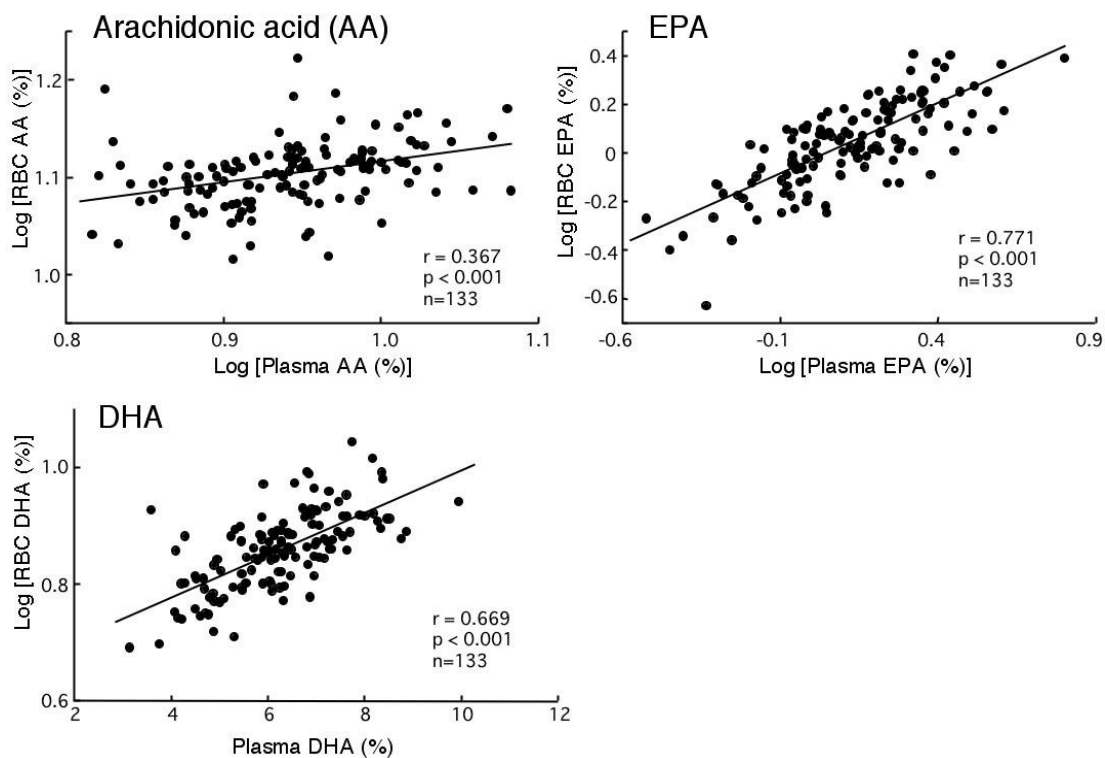 Arachidonic acid (AA)
Log [RBC AA (%)]
1.2
1.1
1.0
r = 0.367
p < 0.001
n=133
0.8 0.9 1.0 1.1
Log [Plasma AA (%)]
EPA
Log [RBC EPA (%)]
0.4
0.2
0
-0.2
-0.4
-0.6
r = 0.771
p < 0.001
n=133
-0.6 -0.1 0.4 0.9
Log [Plasma EPA (%)]
DHA
Log [RBC DHA (%)]
1.0
0.8
0.6
r = 0.669
p < 0.001
n=133
2 4 6 8 10 12
Plasma DHA (%)